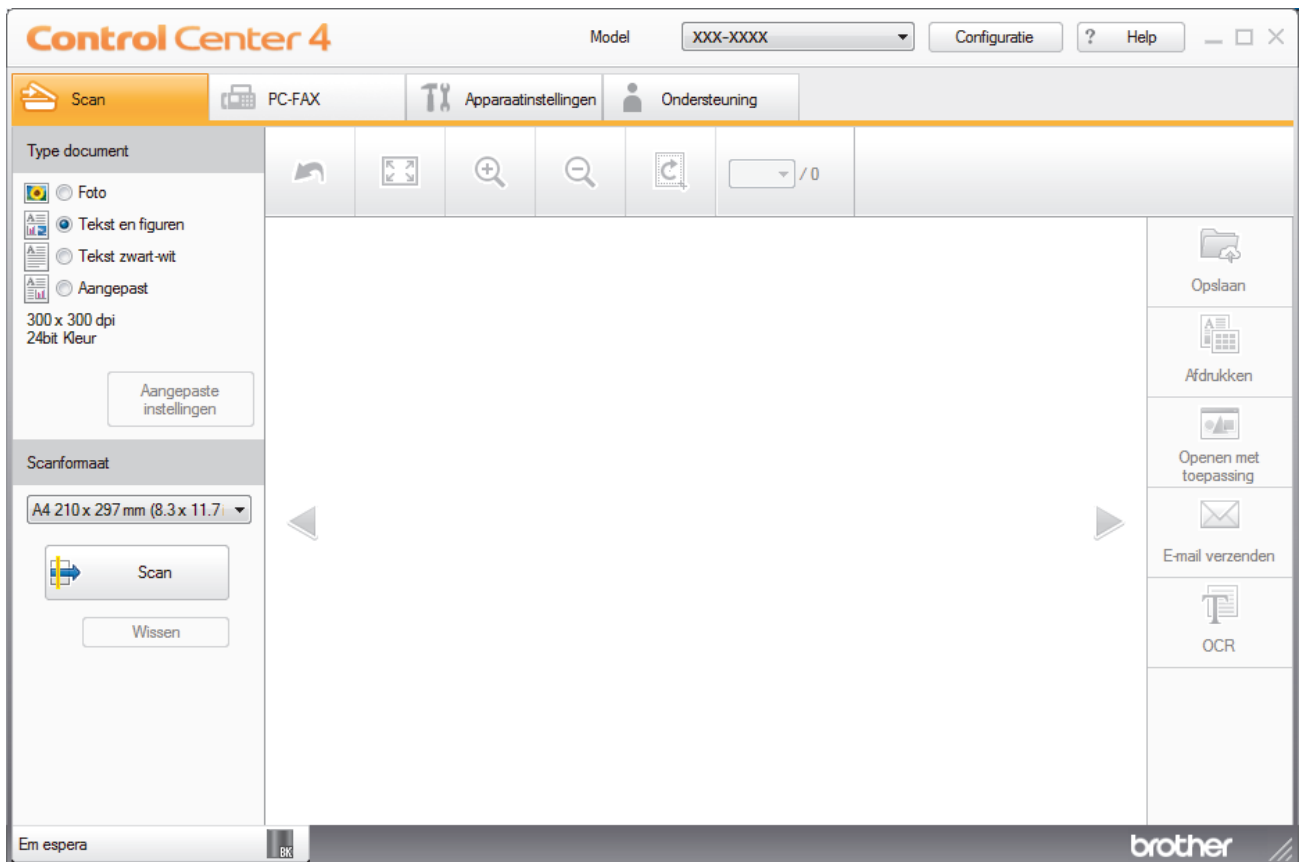 Control Center 4
Model
XXX-XXXX
Configuratie
? Help
Scan
PC-FAX
Apparaatinstellingen
Ondersteuning
Type document
Foto
Tekst en figuren
Tekst zwart-wit
Aangepast
300 x 300 dpi
24bit Kleur
Aangepaste
instellingen
Scanformaat
A4 210 x 297 mm (8.3 x 11.7
Scan
Wissen
/ 0
Opslaan
Afdrukken
Openen met
toepassing
E-mail verzenden
OCR
Em espera
BK
brother